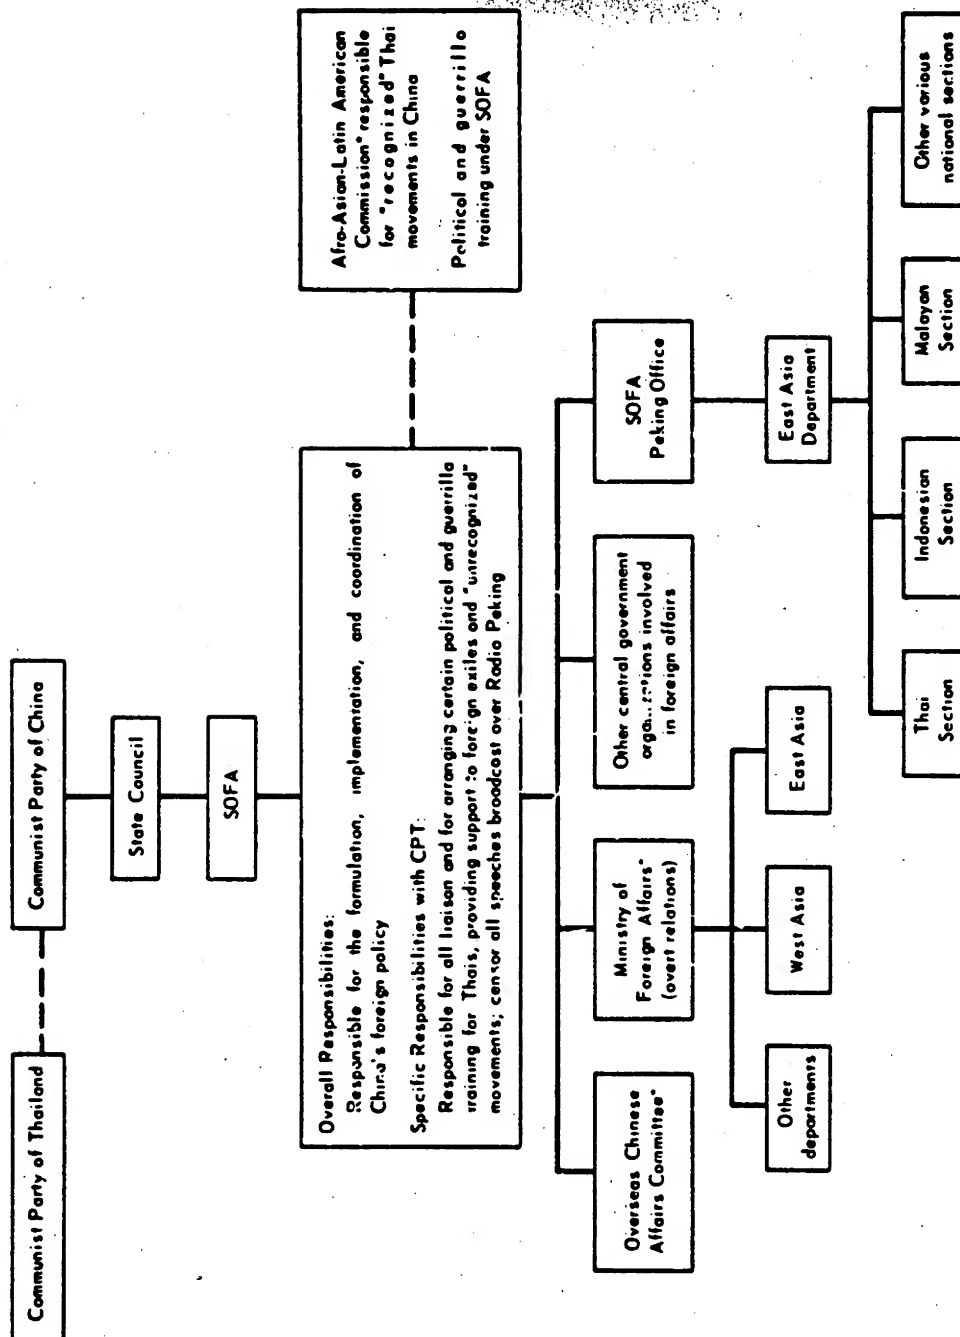 Communist Party of Thailand
Communist Party of China
State Council
SOFA
Overall Responsibilities:
Responsible for the formulation, implementation, and coordination of
China's foreign policy
Specific Responsibilities with CPT:
Responsible for all liaison and for arranging certain political and guerrilla
training for Thais, providing support to foreign exiles and "unrecognized"
movements; censor all speeches broadcast over Radio Peking
Afro-Asian-Latin American
Commission* responsible
for "recognized" Thai
movements in China
Political and guerrilla
training under SOFA
Overseas Chinese
Affairs Committee*
Ministry of
Foreign Affairs*
(overt relations)
Other central government
involved
in foreign affairs
SOFA
Peking Office
Other
departments
West Asia
East Asia
East Asia
Department
Thai
Section
Indonesian
Section
Malayan
Section
Other various
national sections